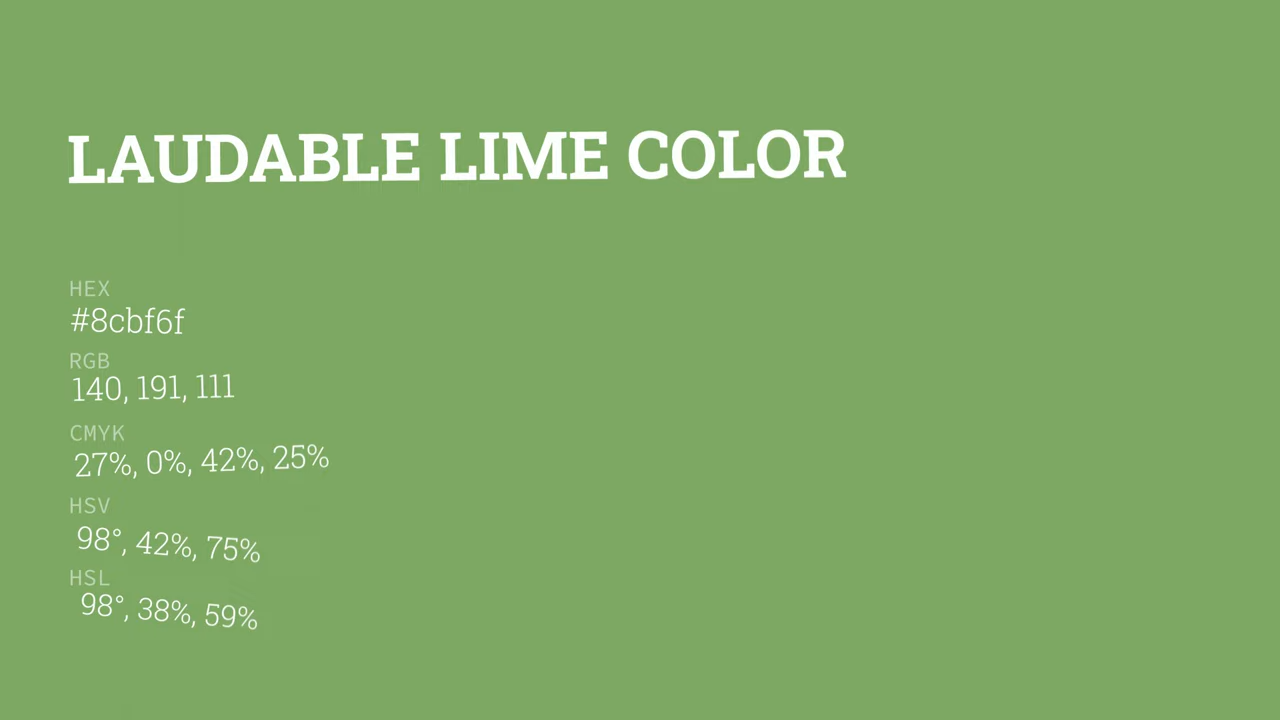 LAUDABLE LIME COLOR
HEX
#8cbf6f
RGB
140, 191, 111
CMYK
27%, 0%, 42%, 25%
HSV
98°, 42%, 75%
HSL
98°, 38%, 59%